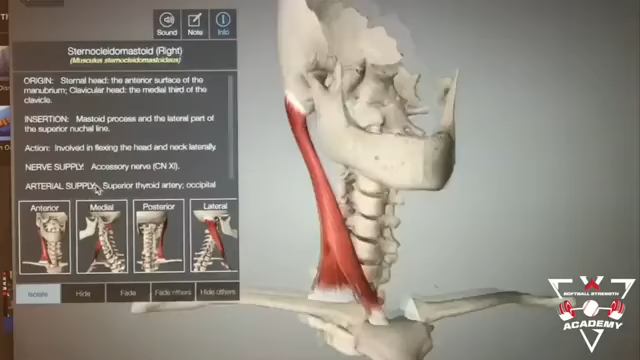 Sound
Note
Info
Sternocleidomastoid (Right)
(Musculus sternocleidomastoideus)
ORIGIN: Sternal head: the anterior surface of the
manubrium; Clavicular head: the medial third of the
clavicle.
INSERTION: Mastoid process and the lateral part of
the superior nuchal line.
Action: Involved in flexing the head and neck laterally.
NERVE SUPPLY: Accessory nerve (CN XI).
ARTERIAL SUPPLY: Superior thyroid artery; occipital
Anterior
Medial
Posterior
Lateral
Isolate
Hide
Fade
Fade others
Hide others
SOFTBALL STRENGTH
ACADEMY